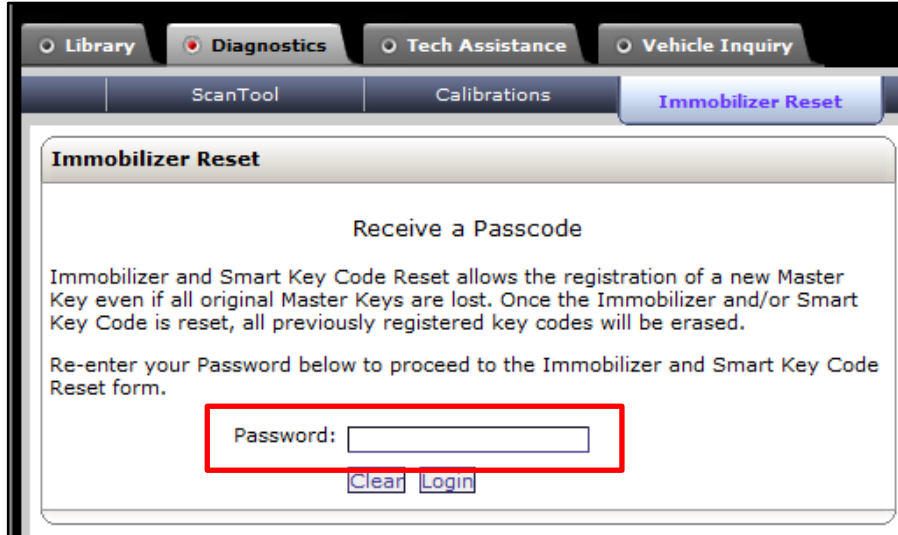 Library Diagnostics Tech Assistance Vehicle Inquiry
ScanTool Calibrations Immobilizer Reset
Immobilizer Reset
Receive a Passcode
Immobilizer and Smart Key Code Reset allows the registration of a new Master
Key even if all original Master Keys are lost. Once the Immobilizer and/or Smart
Key Code is reset, all previously registered key codes will be erased.
Re-enter your Password below to proceed to the Immobilizer and Smart Key Code
Reset form.
Password:
Clear Login